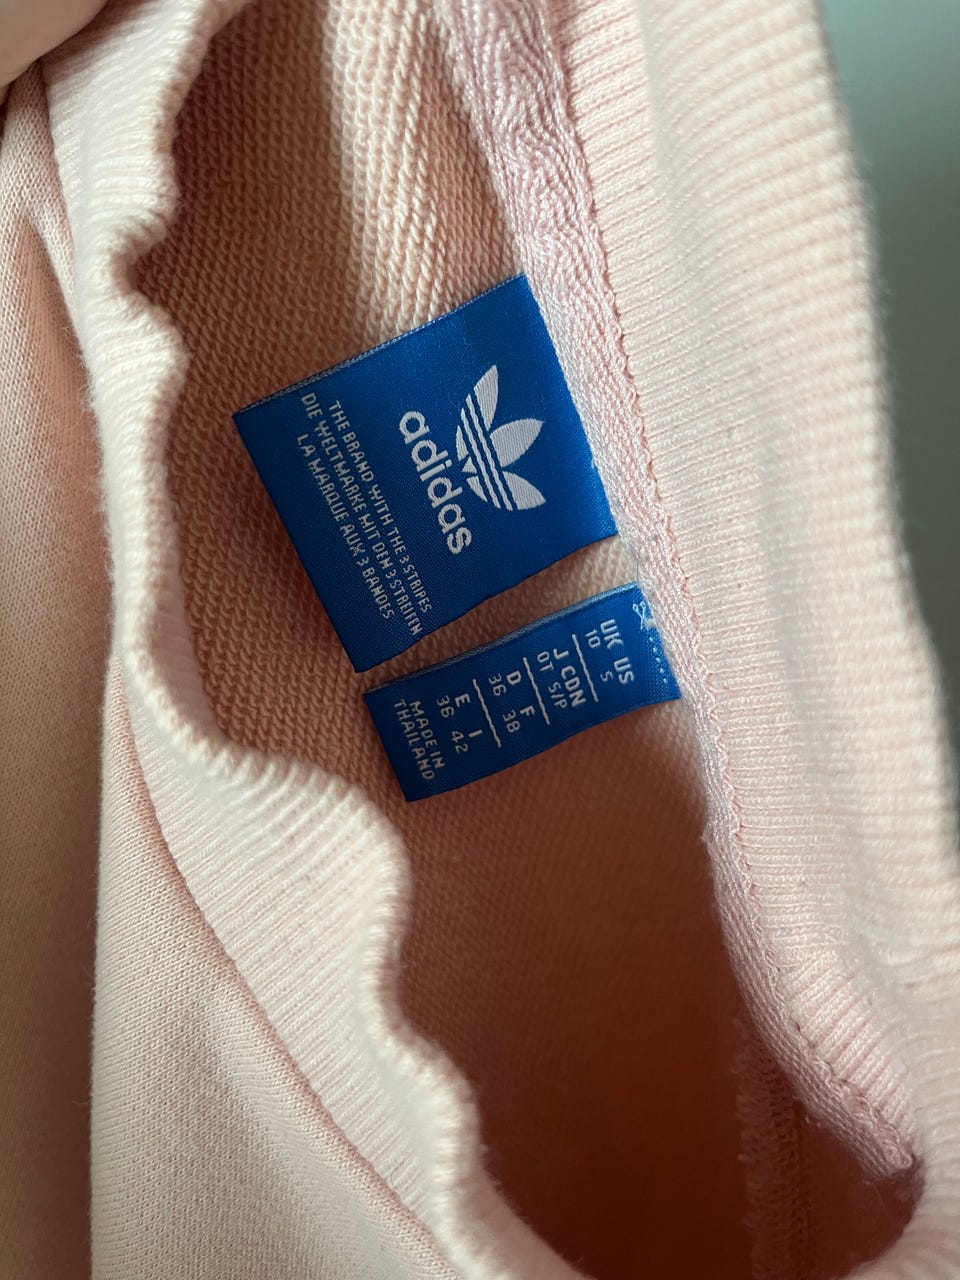 adidas
THE BRAND WITH THE 3 STRIPES
DIE WELTMARKE MIT DEN 3 STREIFEN
LA MARQUE AUX 3 BANDES
UK US
10 S
J CDN
OT S/P
D F
36 38
E I
36 42
MADE IN
THAILAND